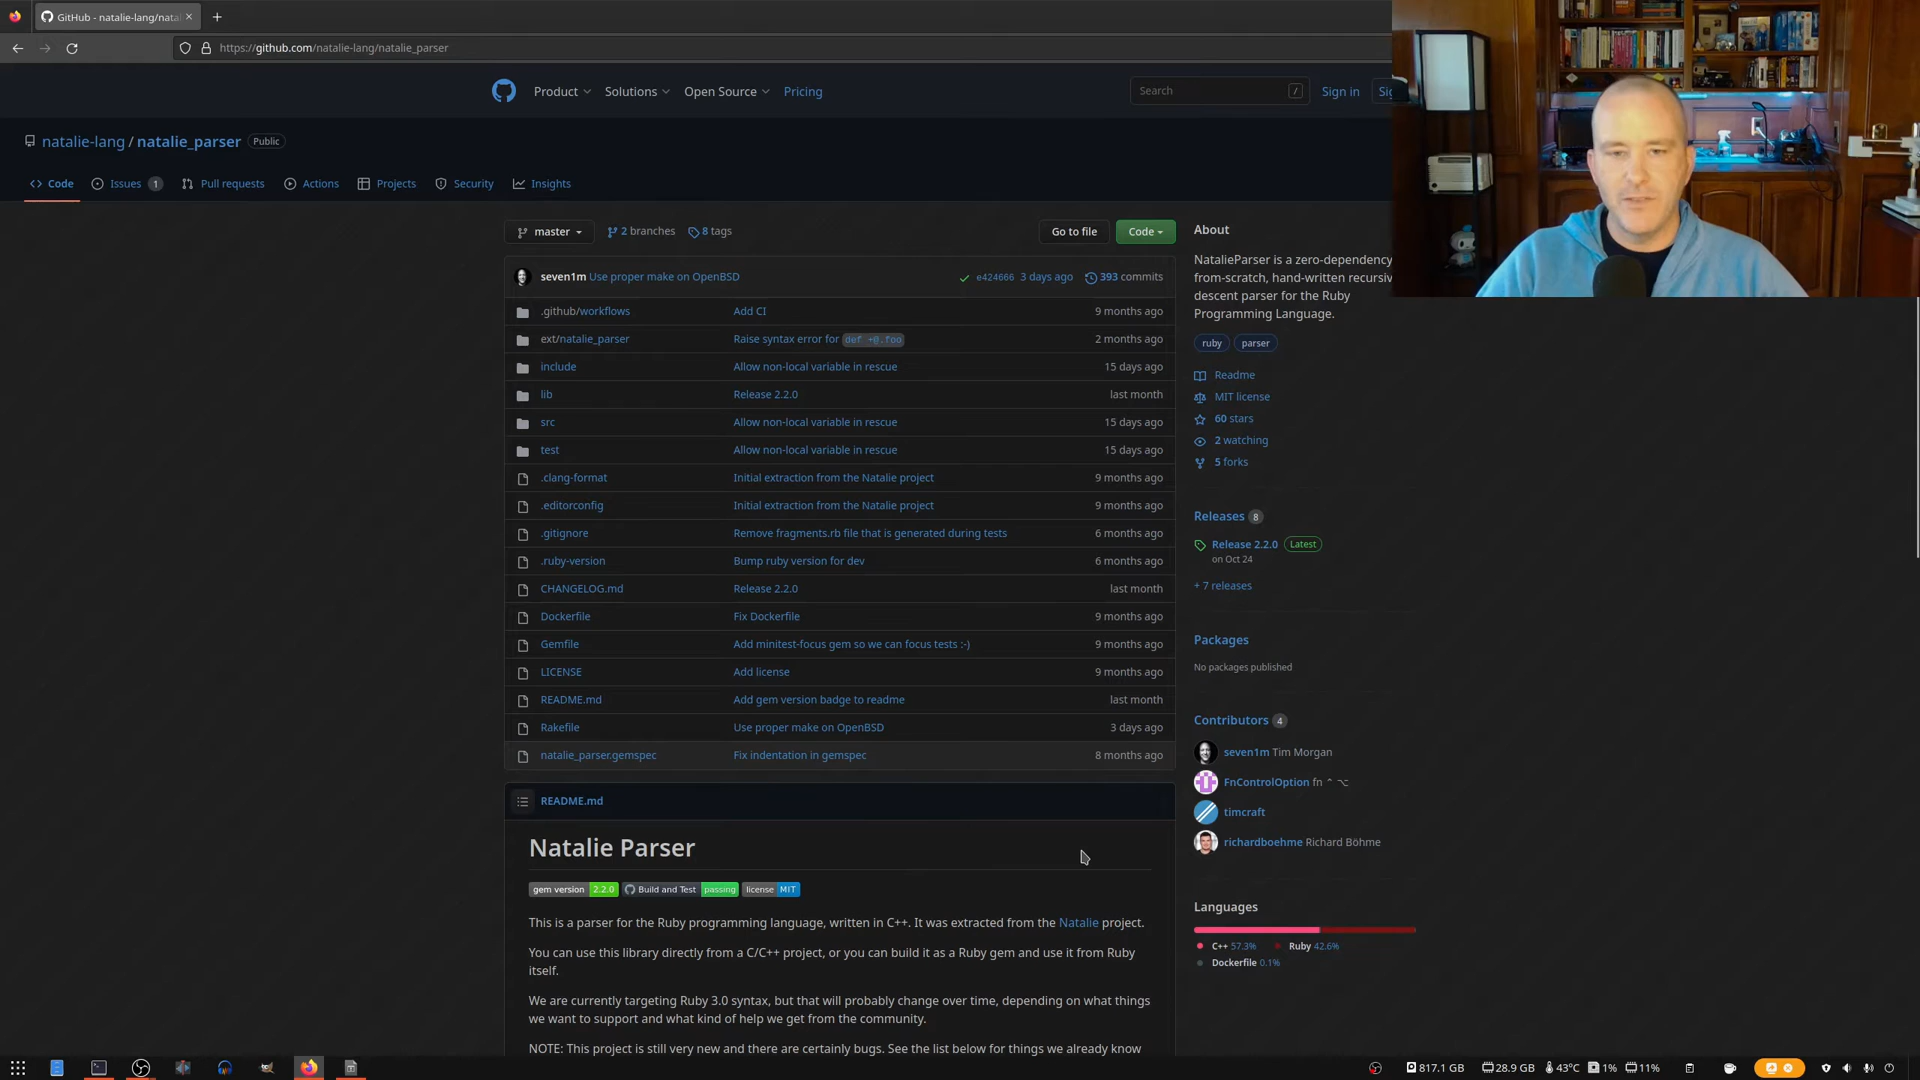 GitHub - natalie-lang/nata
https://github.com/natalie-lang/natalie_parser
Product Solutions Open Source Pricing
Search /
Sign in
natalie-lang / natalie_parser Public
<> Code Issues 1 Pull requests Actions Projects Security Insights
master 2 branches 8 tags Go to file Code
seven1m Use proper make on OpenBSD e424666 3 days ago 393 commits
.github/workflows Add CI 9 months ago
ext/natalie_parser Raise syntax error for def +@.foo 2 months ago
include Allow non-local variable in rescue 15 days ago
lib Release 2.2.0 last month
src Allow non-local variable in rescue 15 days ago
test Allow non-local variable in rescue 15 days ago
.clang-format Initial extraction from the Natalie project 9 months ago
.editorconfig Initial extraction from the Natalie project 9 months ago
.gitignore Remove fragments.rb file that is generated during tests 6 months ago
.ruby-version Bump ruby version for dev 6 months ago
CHANGELOG.md Release 2.2.0 last month
Dockerfile Fix Dockerfile 9 months ago
Gemfile Add minitest-focus gem so we can focus tests :-) 9 months ago
LICENSE Add license 9 months ago
README.md Add gem version badge to readme last month
Rakefile Use proper make on OpenBSD 3 days ago
natalie_parser.gemspec Fix indentation in gemspec 8 months ago
README.md
Natalie Parser
gem version 2.2.0 Build and Test passing license MIT
This is a parser for the Ruby programming language, written in C++. It was extracted from the Natalie project.
You can use this library directly from a C/C++ project, or you can build it as a Ruby gem and use it from Ruby
itself.
We are currently targeting Ruby 3.0 syntax, but that will probably change over time, depending on what things
we want to support and what kind of help we get from the community.
NOTE: This project is still very new and there are certainly bugs. See the list below for things we already know
About
NatalieParser is a zero-dependency
from-scratch, hand-written recursiv
descent parser for the Ruby
Programming Language.
ruby parser
Readme
MIT license
60 stars
2 watching
5 forks
Releases 8
Release 2.2.0 Latest
on Oct 24
+ 7 releases
Packages
No packages published
Contributors 4
seven1m Tim Morgan
FnControlOption fn ⌃ ⌥
timcraft
richardboehme Richard Böhme
Languages
C++ 57.3% Ruby 42.6%
Dockerfile 0.1%
817.1 GB 28.9 GB 43°C 1% 11%